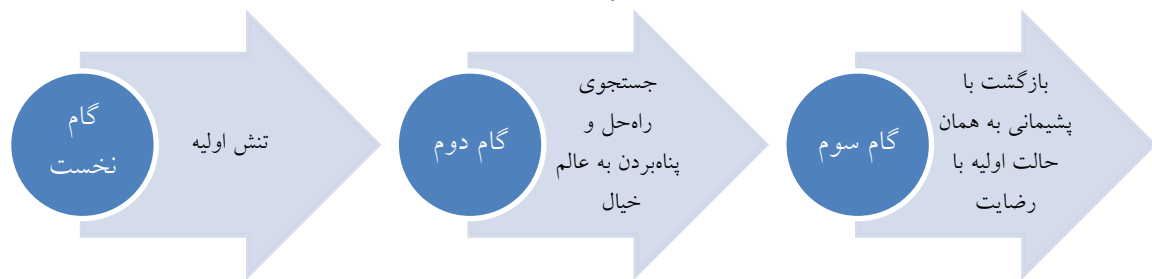 گام
نخست
تنش اولیه
گام دوم
جستجوی
راه‌حل و
پناه‌بردن به عالم
خیال
گام سوم
بازگشت با
پشیمانی به همان
حالت اولیه با
رضایت